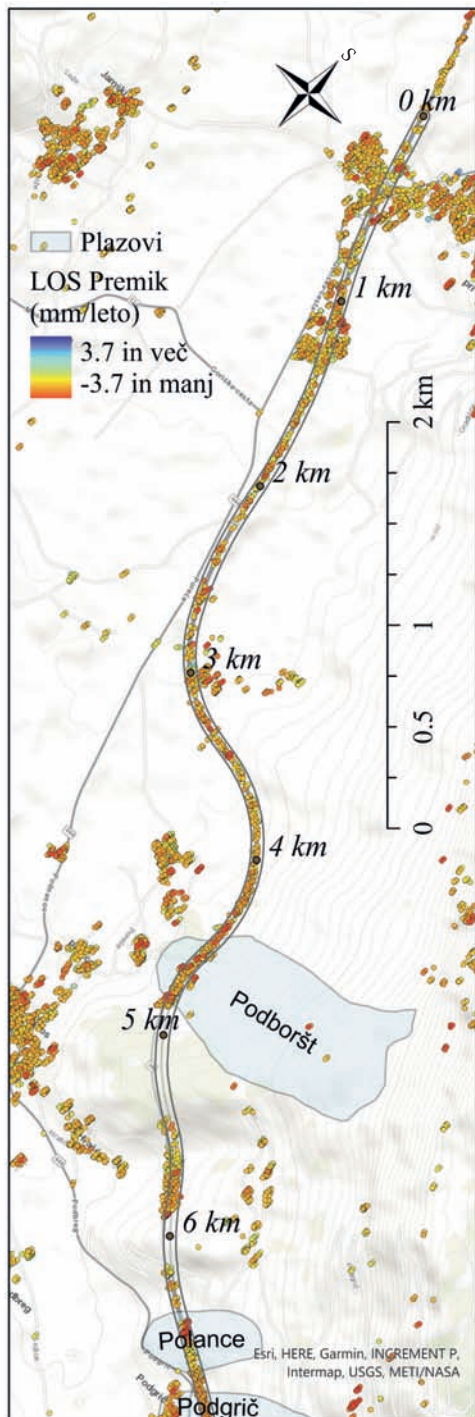 S
0 km
Plazovi
LOS Premik
(mm/leto)
3.7 in več
-3.7 in manj
1 km
2 km
2 km
1
3 km
0.5
0
4 km
Podboršt
5 km
6 km
Polance
Podgrič
Esri, HERE, Garmin, INCREMENT P,
Intermap, USGS, METI/NASA